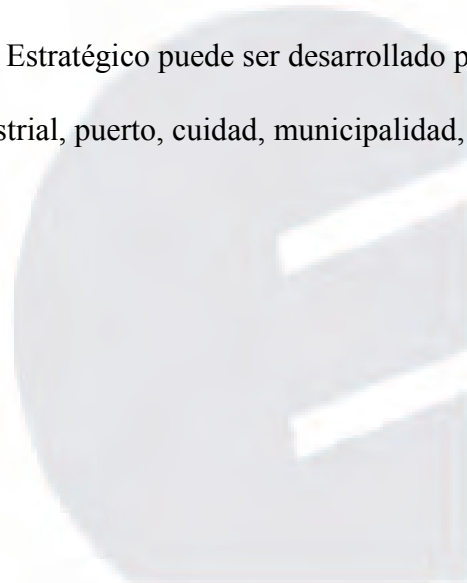 Estratégico puede ser desarrollado p
strial, puerto, cuidad, municipalidad,